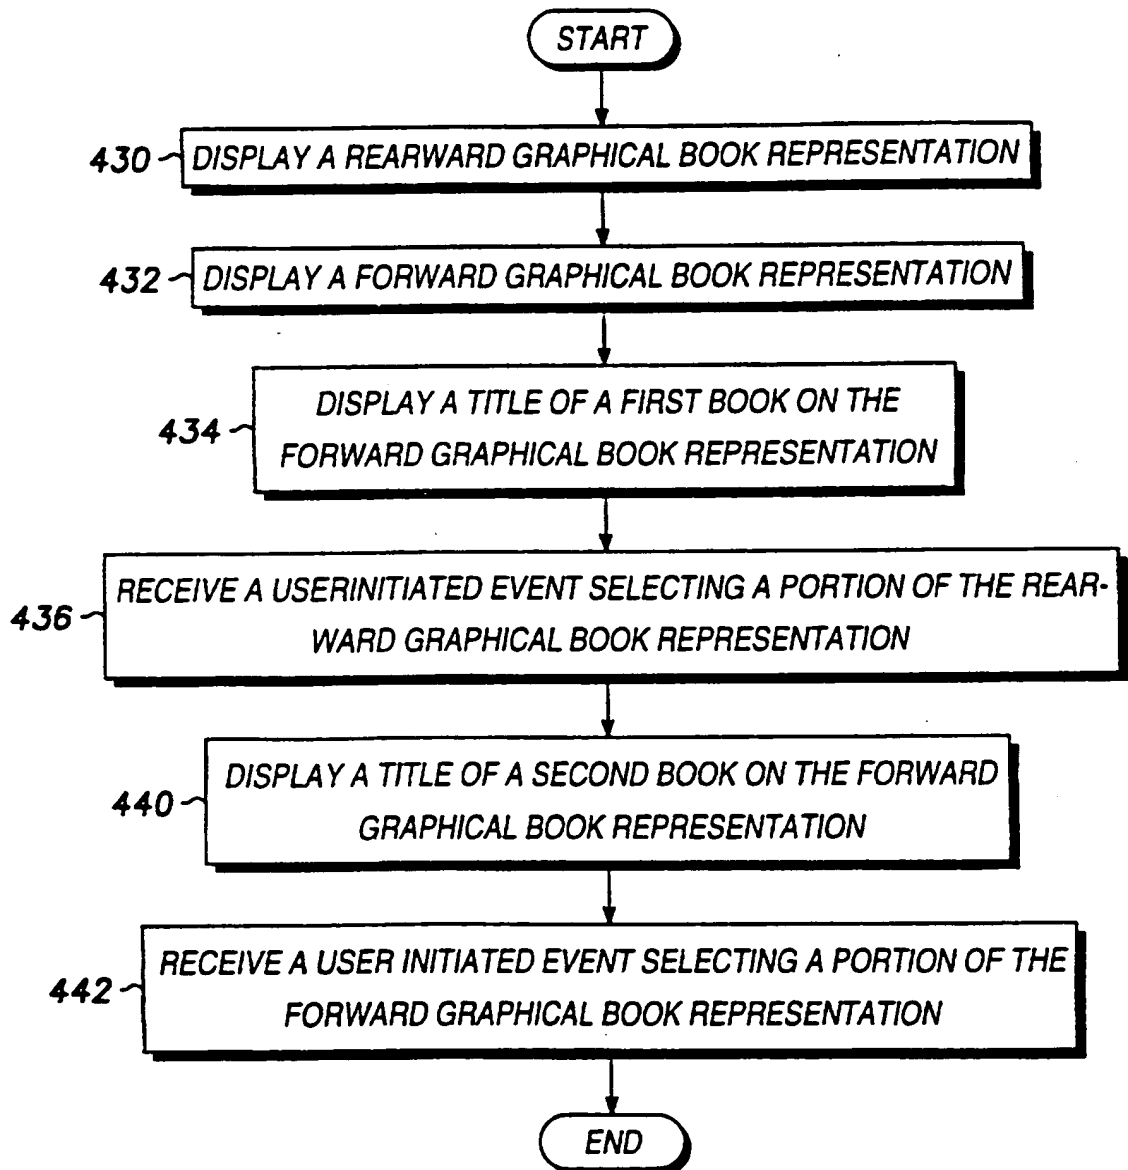 START
430 DISPLAY A REARWARD GRAPHICAL BOOK REPRESENTATION
432 DISPLAY A FORWARD GRAPHICAL BOOK REPRESENTATION
DISPLAY A TITLE OF A FIRST BOOK ON THE
434
FORWARD GRAPHICAL BOOK REPRESENTATION
RECEIVE A USERINITIATED EVENT SELECTING A PORTION OF THE REAR-
436
WARD GRAPHICAL BOOK REPRESENTATION
DISPLAY A TITLE OF A SECOND BOOK ON THE FORWARD
440
GRAPHICAL BOOK REPRESENTATION
RECEIVE A USER INITIATED EVENT SELECTING A PORTION OF THE
442
FORWARD GRAPHICAL BOOK REPRESENTATION
END